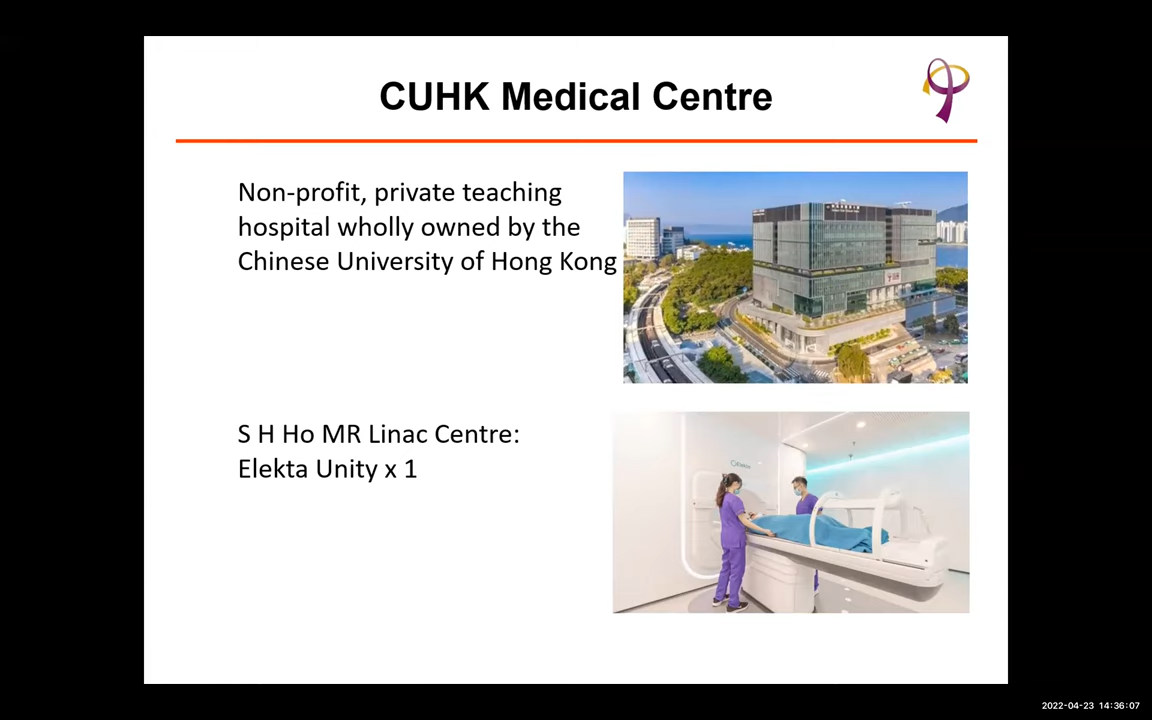 CUHK Medical Centre
Non-profit, private teaching
hospital wholly owned by the
Chinese University of Hong Kong
S H Ho MR Linac Centre:
Elekta Unity x 1
2022-04-23 14:36:07